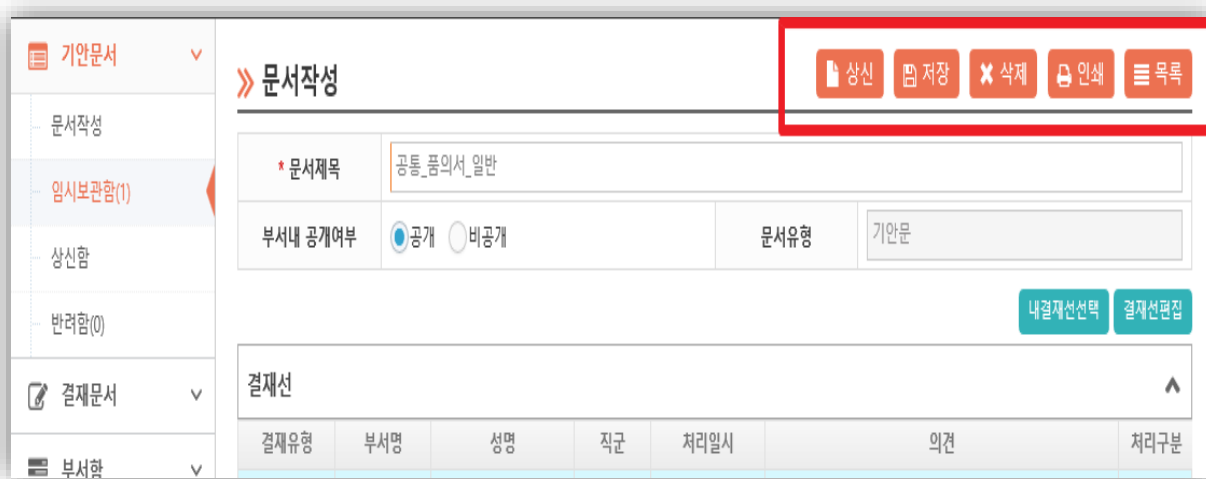 기안문서
문서작성
임시보관함(1)
상신함
반려함(0)
결재문서
부서함
문서작성
상신 저장 삭제 인쇄 목록
* 문서제목 공통_품의서_일반
부서내 공개여부 공개 비공개 문서유형 기안문
내결재선선택 결재선편집
결재선
결재유형 부서명 성명 직군 처리일시 의견 처리구분